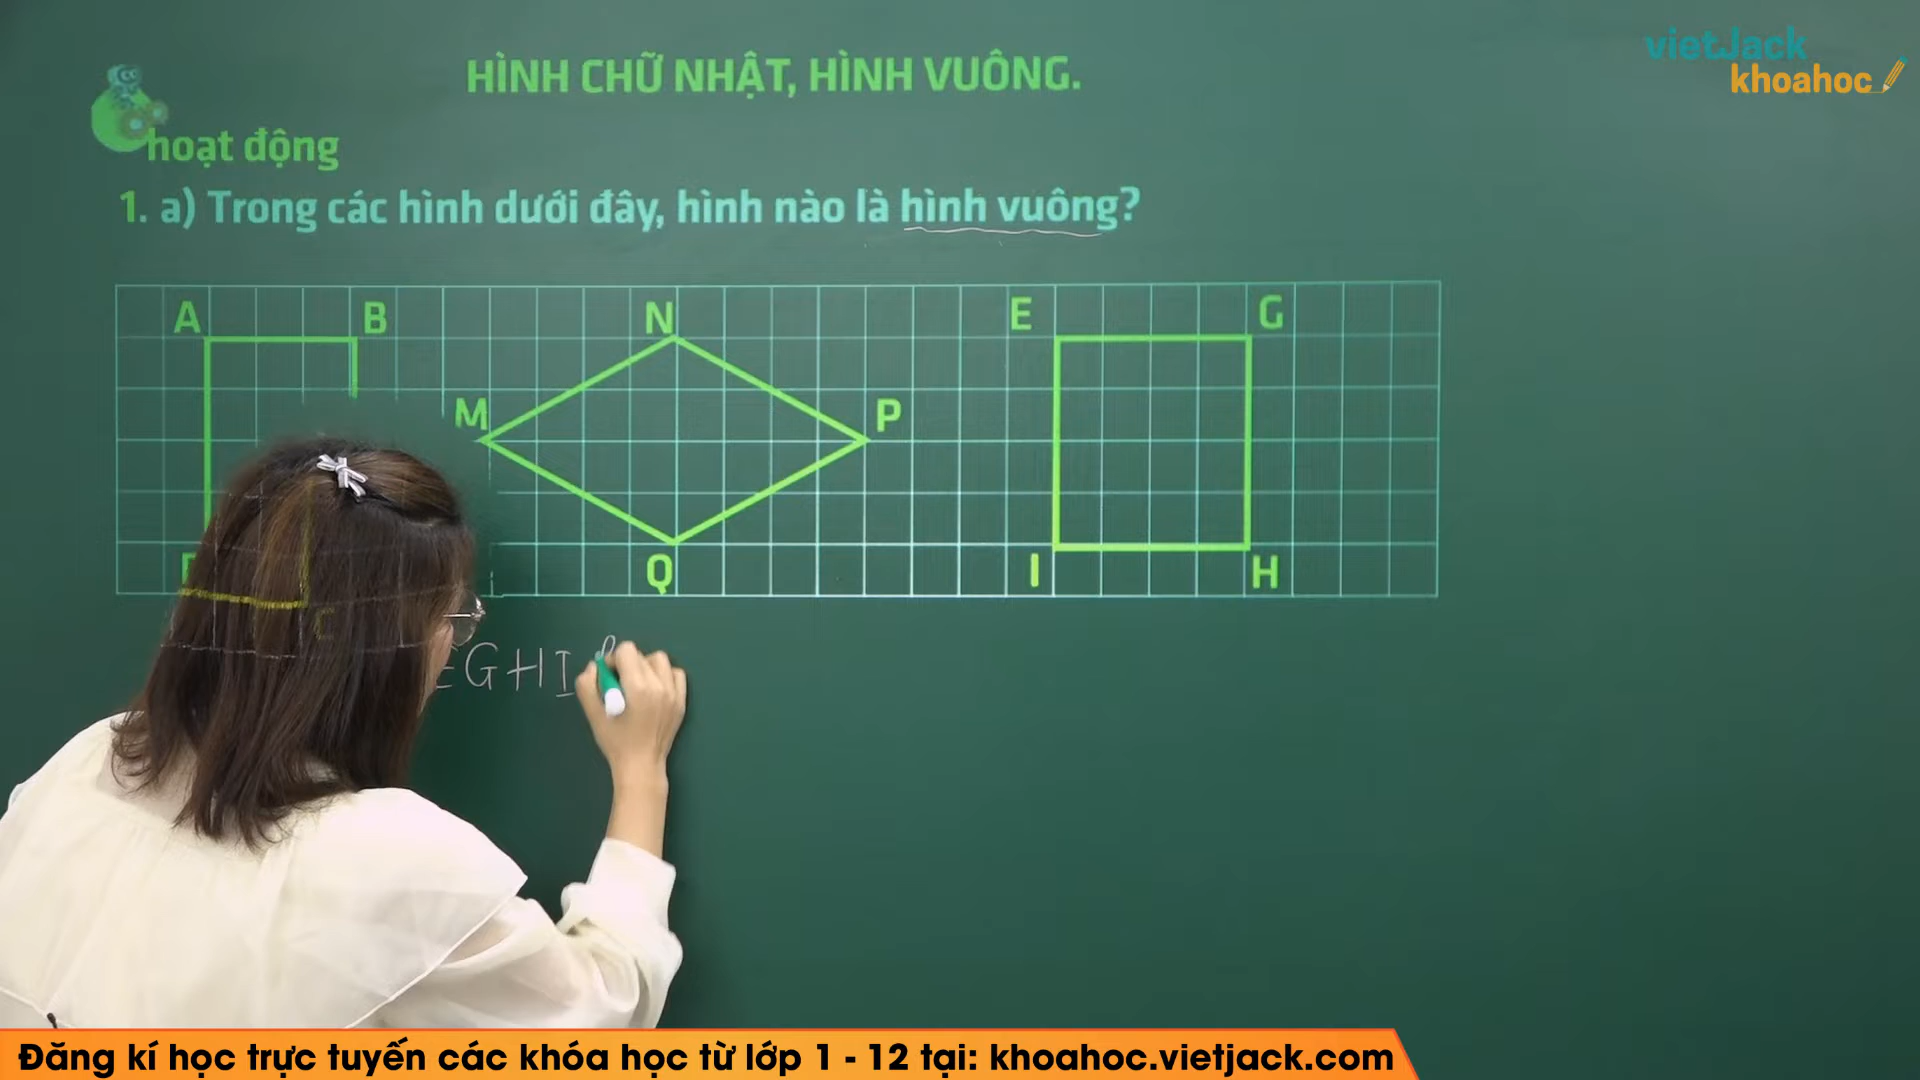 vietJack
khoahoc
HÌNH CHỮ NHẬT, HÌNH VUÔNG.
hoạt động
1. a) Trong các hình dưới đây, hình nào là hình vuông?
A B N E G
M P
Q I H
EGHI
Đăng kí học trực tuyến các khóa học từ lớp 1 - 12 tại: khoahoc.vietjack.com